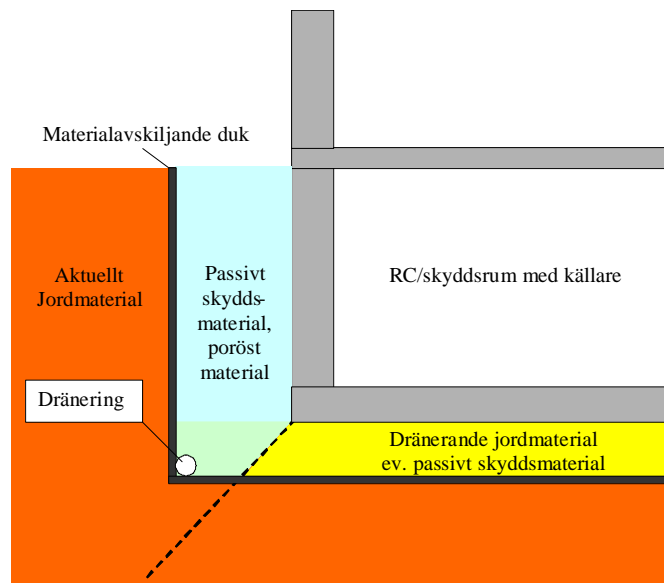 Materialavskiljande duk
Aktuellt
Jordmaterial
Passivt
skydds-
material,
poröst
material
RC/skyddsrum med källare
Dränering
Dränerande jordmaterial
ev. passivt skyddsmaterial